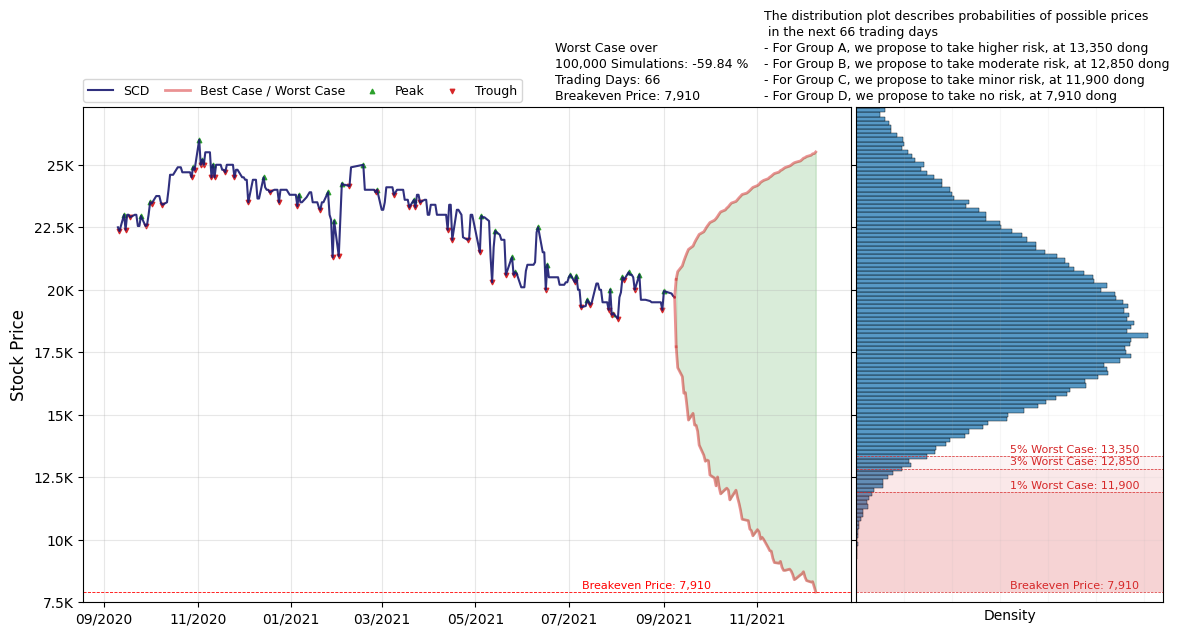 The distribution plot describes probabilities of possible prices
in the next 66 trading days
- For Group A, we propose to take higher risk, at 13,350 dong
- For Group B, we propose to take moderate risk, at 12,850 dong
- For Group C, we propose to take minor risk, at 11,900 dong
- For Group D, we propose to take no risk, at 7,910 dong
Worst Case over
100,000 Simulations: -59.84 %
Trading Days: 66
Breakeven Price: 7,910
SCD
Best Case / Worst Case
Peak
Trough
Stock Price
25K
22.5K
20K
17.5K
15K
12.5K
10K
7.5K
Breakeven Price: 7,910
09/2020
11/2020
01/2021
03/2021
05/2021
07/2021
09/2021
11/2021
5% Worst Case: 13,350
3% Worst Case: 12,850
1% Worst Case: 11,900
Breakeven Price: 7,910
Density